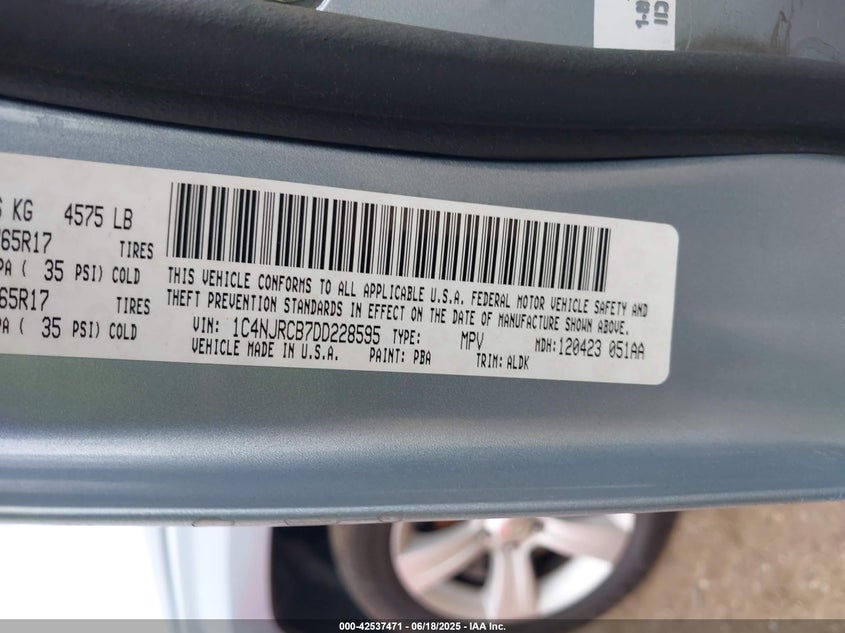 KG 4575 LB
65R17 TIRES
PA ( 35 PSI) COLD
65R17 TIRES
PA ( 35 PSI) COLD
THIS VEHICLE CONFORMS TO ALL APPLICABLE U.S.A. FEDERAL MOTOR VEHICLE SAFETY AND
THEFT PREVENTION STANDARDS IN EFFECT ON THE DATE OF MANUFACTURE SHOWN ABOVE.
VIN: 1C4NJRCB7DD228595 TYPE: MPV MDH:120423 051AA
VEHICLE MADE IN U.S.A. PAINT: PBA TRIM: ALDK
000-42537471 - 06/18/2025 - IAA Inc.